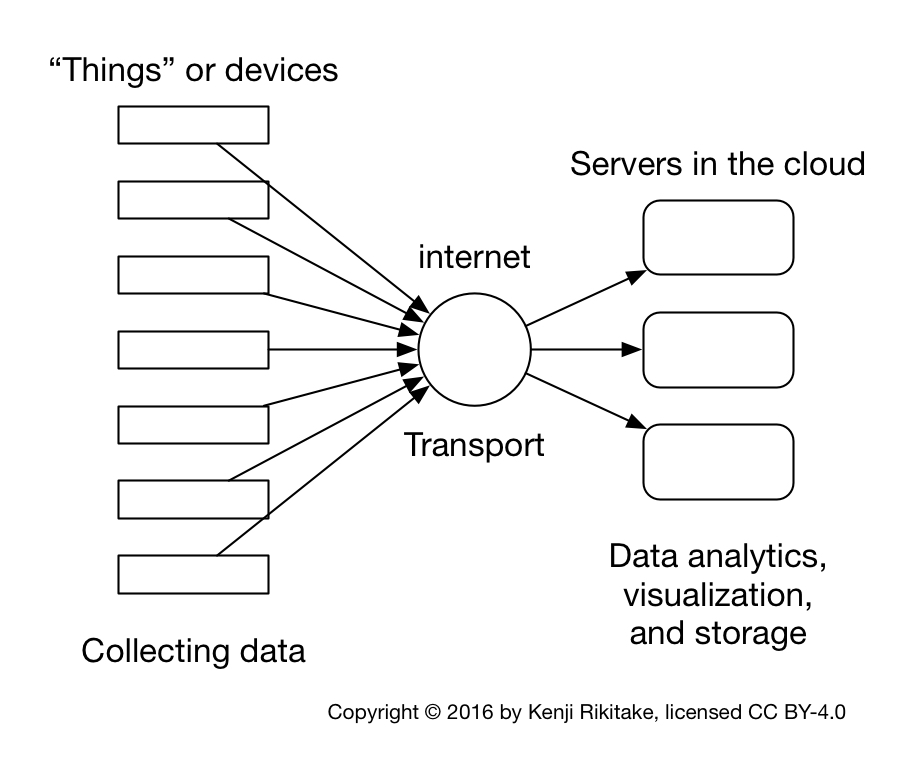 “Things” or devices
Servers in the cloud
internet
Transport
Data analytics,
visualization,
and storage
Collecting data
Copyright © 2016 by Kenji Rikitake, licensed CC BY-4.0